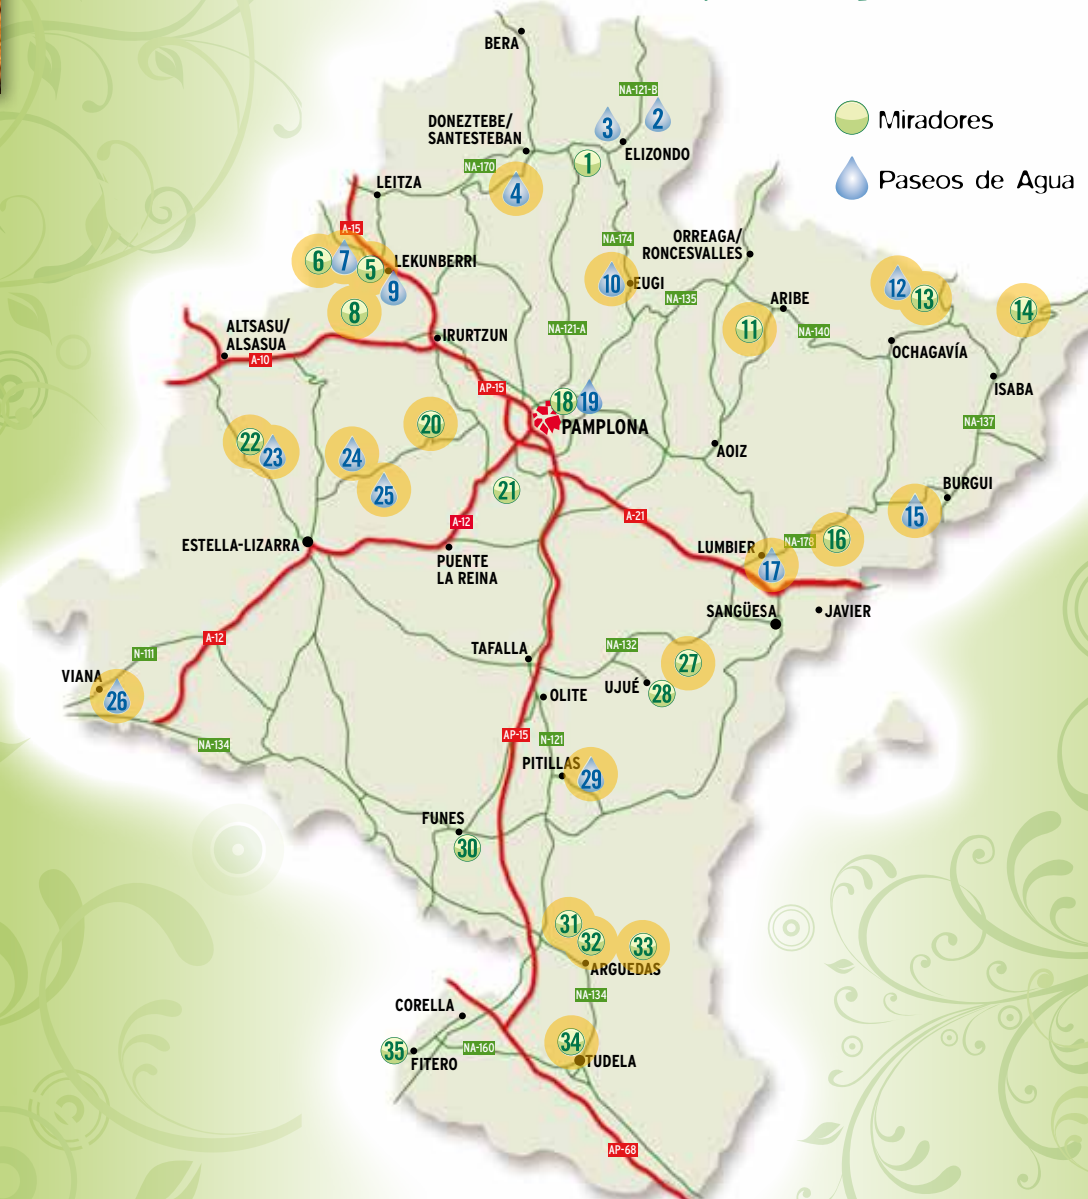 BERA
NA-121-B
Miradores
DONEZTEBE/
SANTESTEBAN
3
2
ELIZONDO
1
NA-170
Paseos de Agua
LEITZA
4
A-15
NA-174
ORREAGA/
RONCESVALLES
6
7
5
LEKUNBERRI
9
10
EUGI
NA-135
ARIBE
12
13
14
8
11
NA-140
ALTSASU/
ALSASUA
A-10
IRURTZUN
NA-121-A
OCHAGAVÍA
ISABA
AP-15
18
19
PAMPLONA
20
NA-137
22
23
24
25
AOIZ
21
BURGUI
15
A-12
A-21
ESTELLA-LIZARRA
PUENTE
LA REINA
LUMBIER
NA-178
16
17
SANGÜESA
JAVIER
A-12
N-111
TAFALLA
NA-132
27
VIANA
26
OLITE
UJUÉ
28
NA-134
AP-15
N-121
PITILLAS
29
FUNES
30
31
32
33
ARGUEDAS
NA-134
CORELLA
35
FITERO
NA-160
34
TUDELA
AP-68